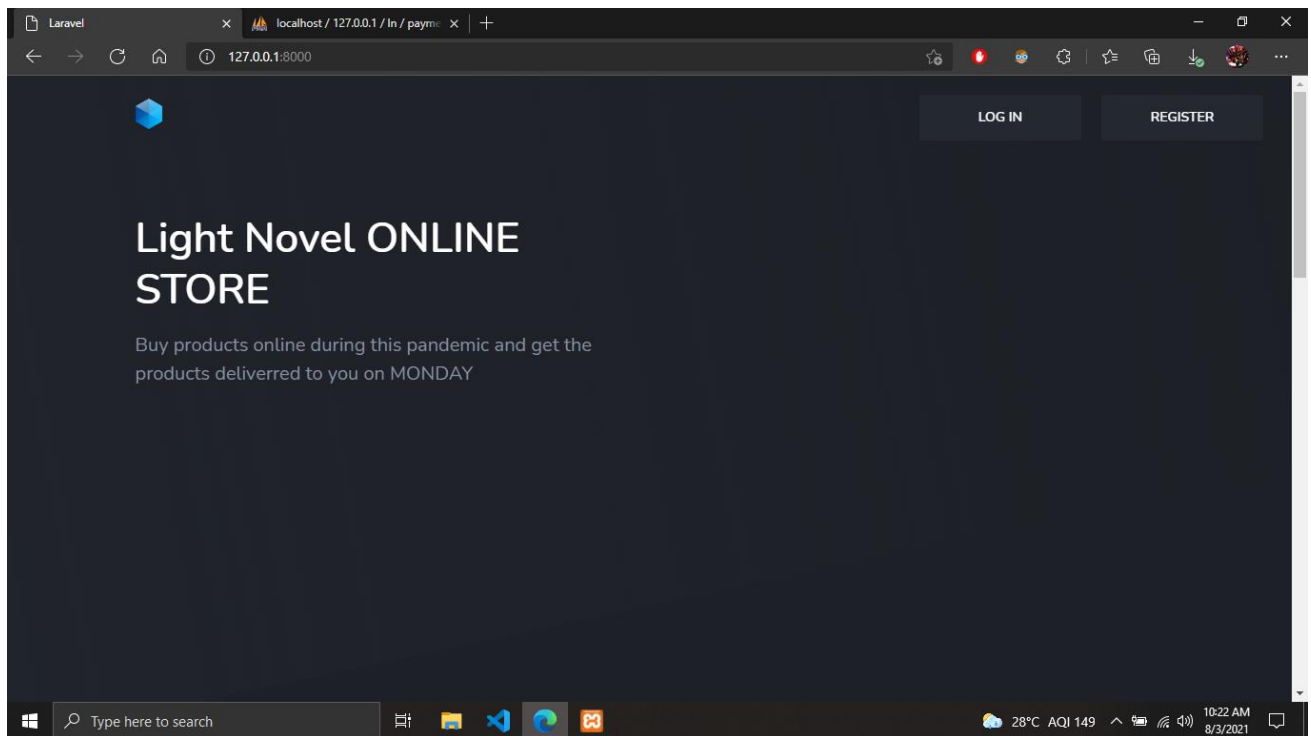 Laravel
localhost / 127.0.0.1 / ln / payme
127.0.0.1:8000
LOG IN
REGISTER
Light Novel ONLINE
STORE
Buy products online during this pandemic and get the
products deliverred to you on MONDAY
Type here to search
28°C AQI 149
10:22 AM
8/3/2021